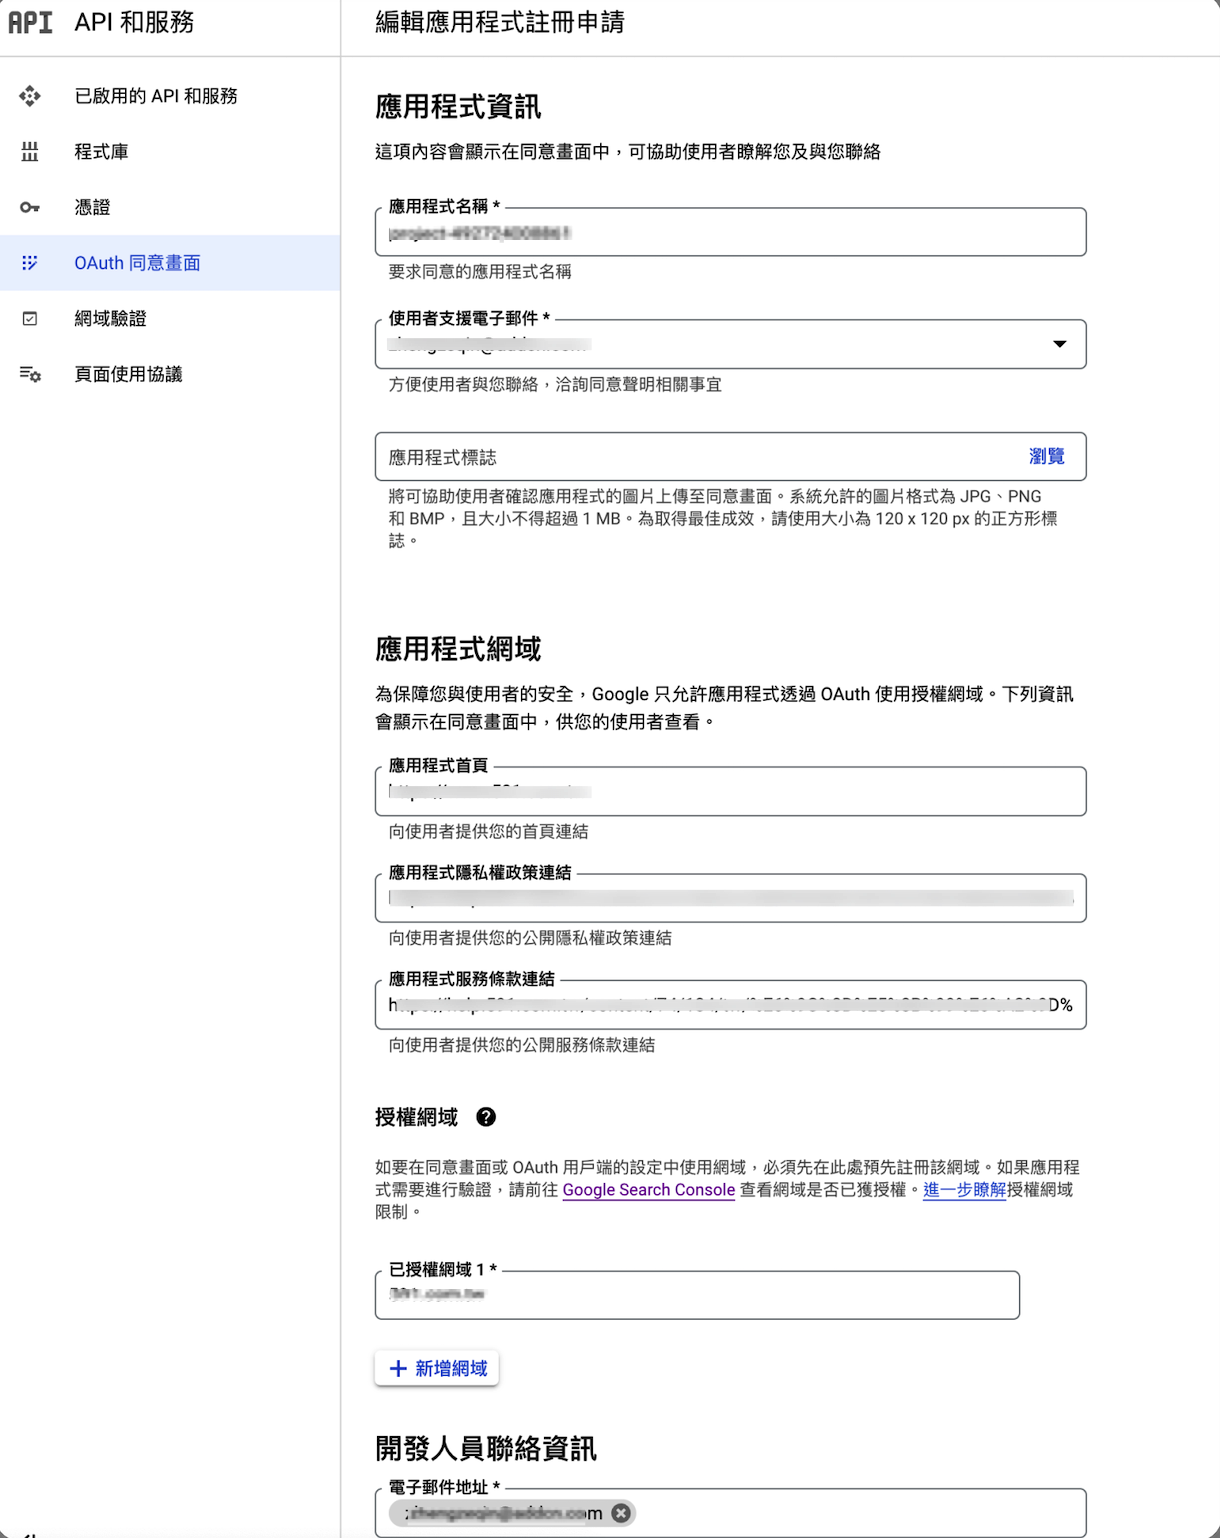 API API 和服務
編輯應用程式註冊申請
已啟用的 API 和服務
程式庫
憑證
OAuth 同意畫面
網域驗證
頁面使用協議
應用程式資訊
這項內容會顯示在同意畫面中，可協助使用者瞭解您及與您聯絡
應用程式名稱 *
要求同意的應用程式名稱
使用者支援電子郵件 *
方便使用者與您聯絡，洽詢同意聲明相關事宜
應用程式標誌 瀏覽
將可協助使用者確認應用程式的圖片上傳至同意畫面。系統允許的圖片格式為 JPG、PNG
和 BMP，且大小不得超過 1 MB。為取得最佳成效，請使用大小為 120 x 120 px 的正方形標
誌。
應用程式網域
為保障您與使用者的安全，Google 只允許應用程式透過 OAuth 使用授權網域。下列資訊
會顯示在同意畫面中，供您的使用者查看。
應用程式首頁
向使用者提供您的首頁連結
應用程式隱私權政策連結
向使用者提供您的公開隱私權政策連結
應用程式服務條款連結
向使用者提供您的公開服務條款連結
授權網域
如要在同意畫面或 OAuth 用戶端的設定中使用網域，必須先在此處預先註冊該網域。如果應用程
式需要進行驗證，請前往 Google Search Console 查看網域是否已獲授權。進一步瞭解授權網域
限制。
已授權網域 1 *
+ 新增網域
開發人員聯絡資訊
電子郵件地址 *